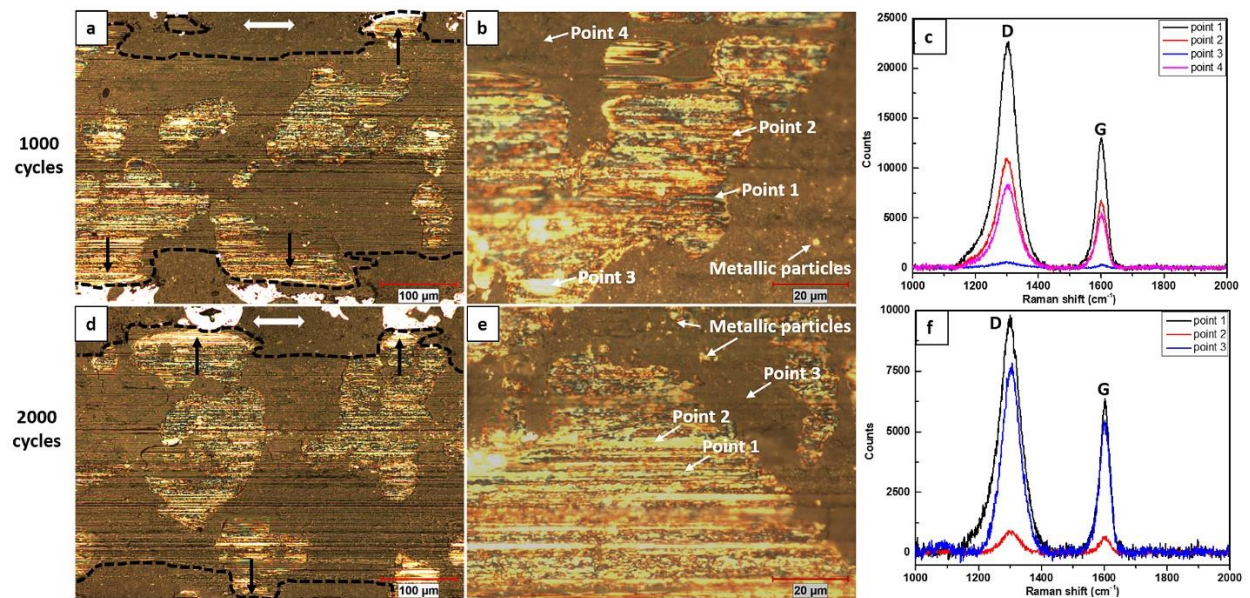 1000
cycles
a
100 µm
b
Point 4
Point 2
Point 1
Metallic particles
Point 3
20 µm
c
D
G
point 1
point 2
point 3
point 4
25000
20000
15000
10000
5000
0
Counts
1000 1200 1400 1600 1800 2000
Raman shift (cm⁻¹)
2000
cycles
d
100 µm
e
Metallic particles
Point 3
Point 2
Point 1
20 µm
f
D
G
point 1
point 2
point 3
10000
7500
5000
2500
0
Counts
1000 1200 1400 1600 1800 2000
Raman shift (cm⁻¹)